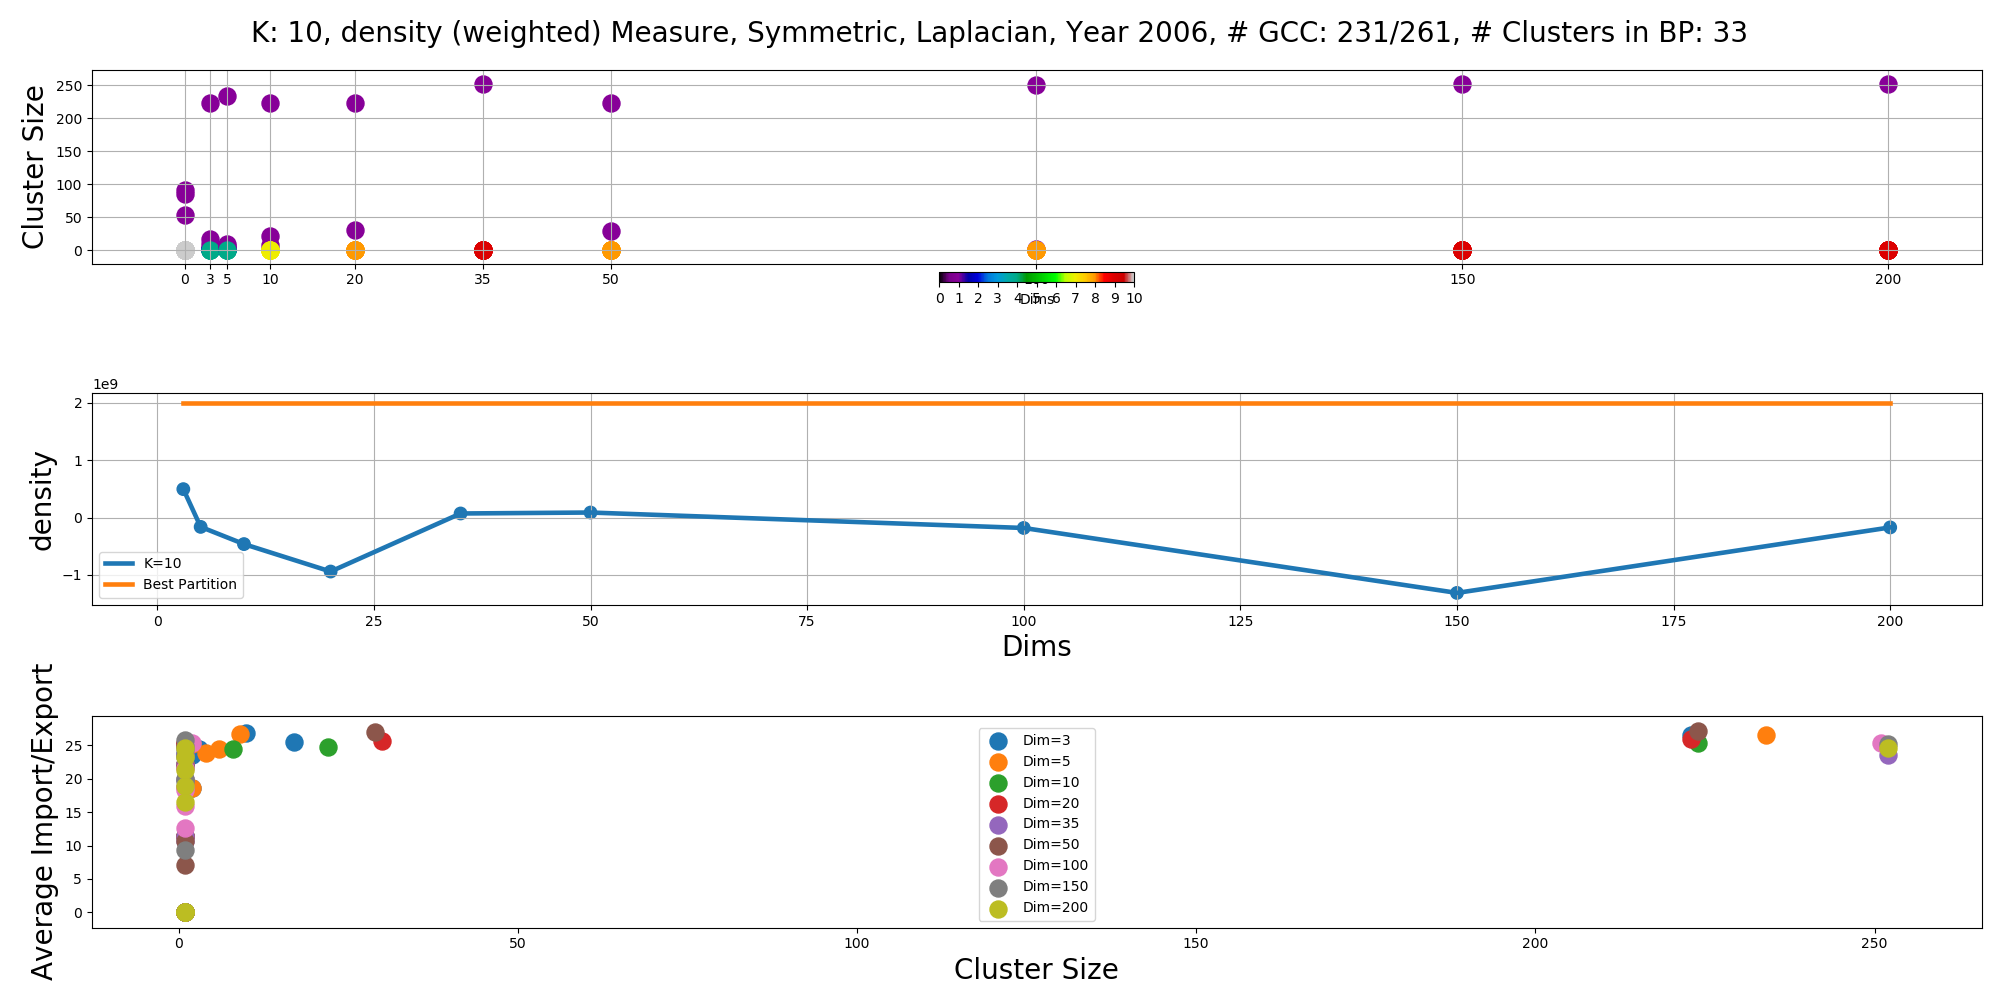 K: 10, density (weighted) Measure, Symmetric, Laplacian, Year 2006, # GCC: 231/261, # Clusters in BP: 33
Cluster Size
250
200
150
100
50
0
0 3 5 10 20 35 50 150 200
0 1 2 3 4 5 6 7 8 9 10
Dims
1e9
density
2
1
0
−1
K=10
Best Partition
0 25 50 75 100 125 150 175 200
Dims
Average Import/Export
25
20
15
10
5
0
Dim=3
Dim=5
Dim=10
Dim=20
Dim=35
Dim=50
Dim=100
Dim=150
Dim=200
0 50 100 150 200 250
Cluster Size